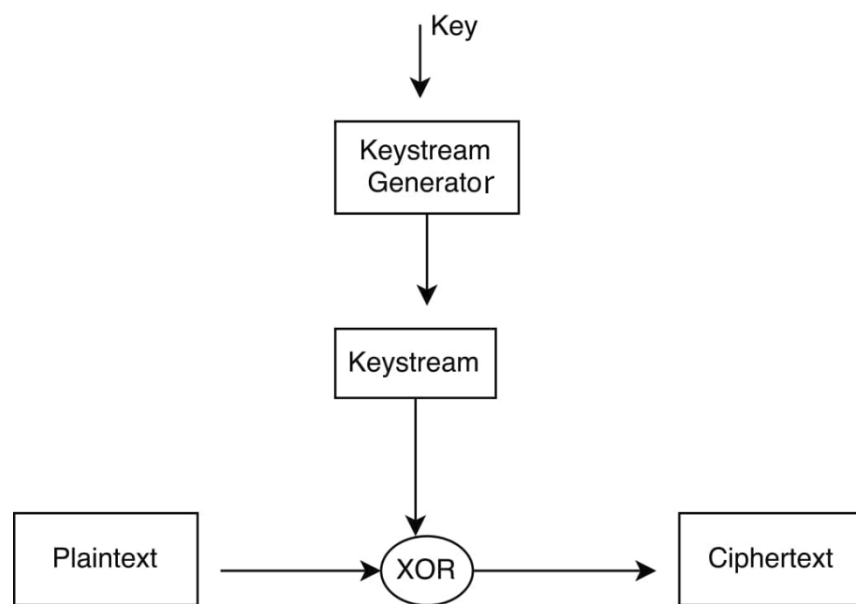 Key
Keystream
Generator
Keystream
Plaintext
XOR
Ciphertext